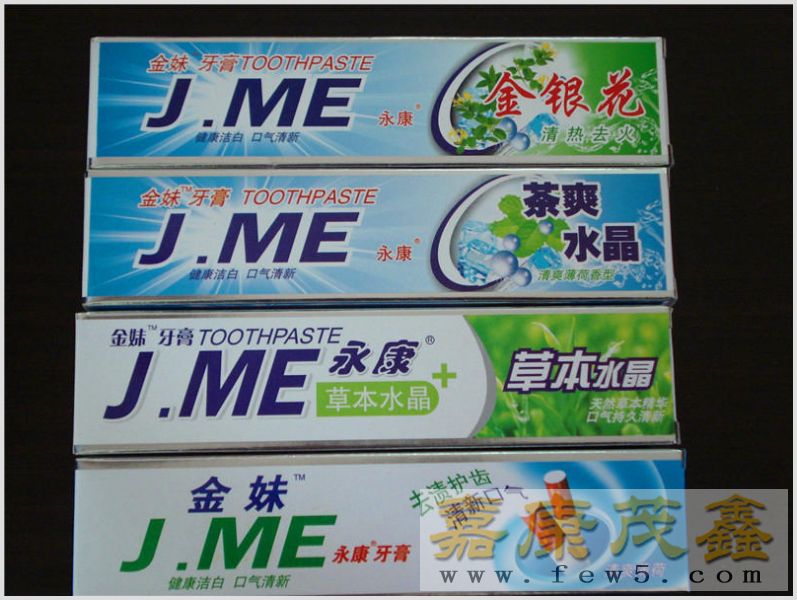 金妹 牙膏 TOOTHPASTE
J.ME
永康®
健康洁白 口气清新
金银花
清热去火
金妹™ 牙膏 TOOTHPASTE
J.ME
永康®
健康洁白 口气清新
茶爽
水晶
清爽薄荷香型
金妹™ 牙膏 TOOTHPASTE
J.ME
永康®
草本水晶
+
草本水晶
天然草本精华
口气持久清新
金妹™
J.ME
永康®牙膏
健康洁白 口气清新
去渍护齿
清新口气
清爽薄荷
嘉康茂鑫
www.few5.com